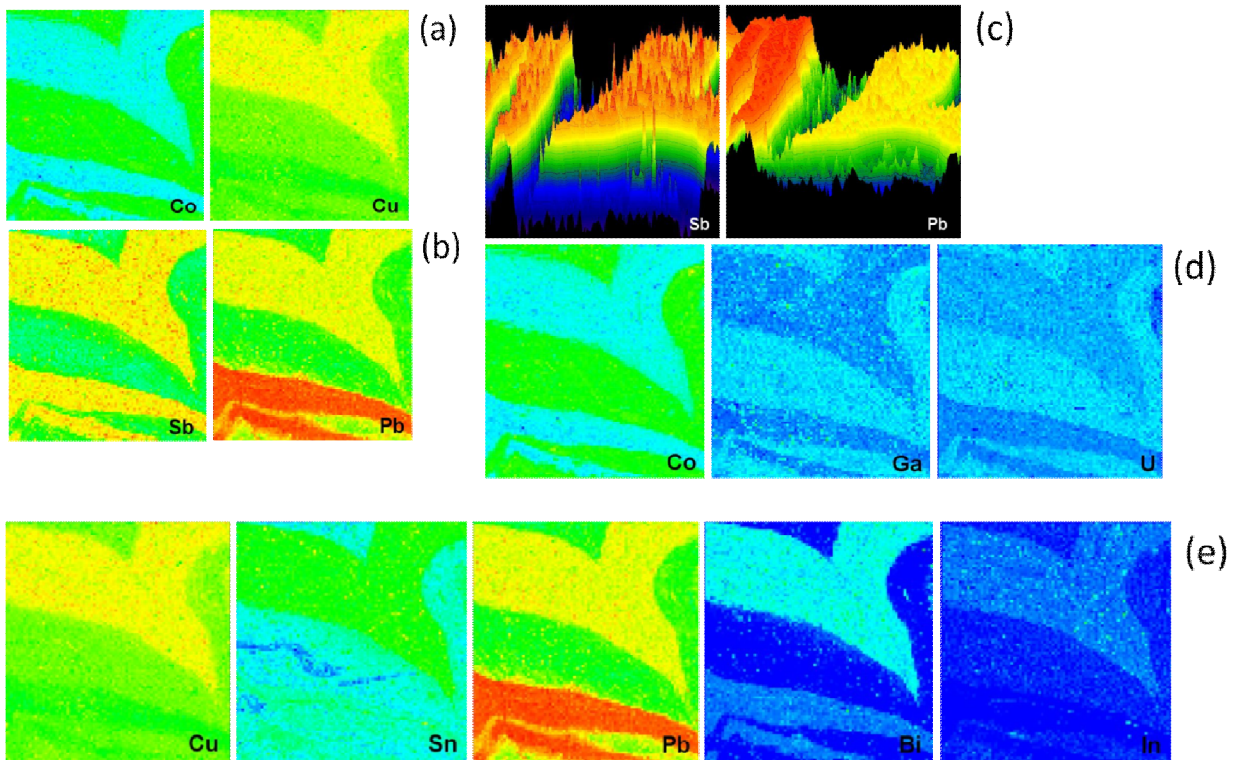 (a)
Co Cu
(b)
Sb Pb
(c)
Sb Pb
(d)
Co Ga U
(e)
Cu Sn Pb Bi In